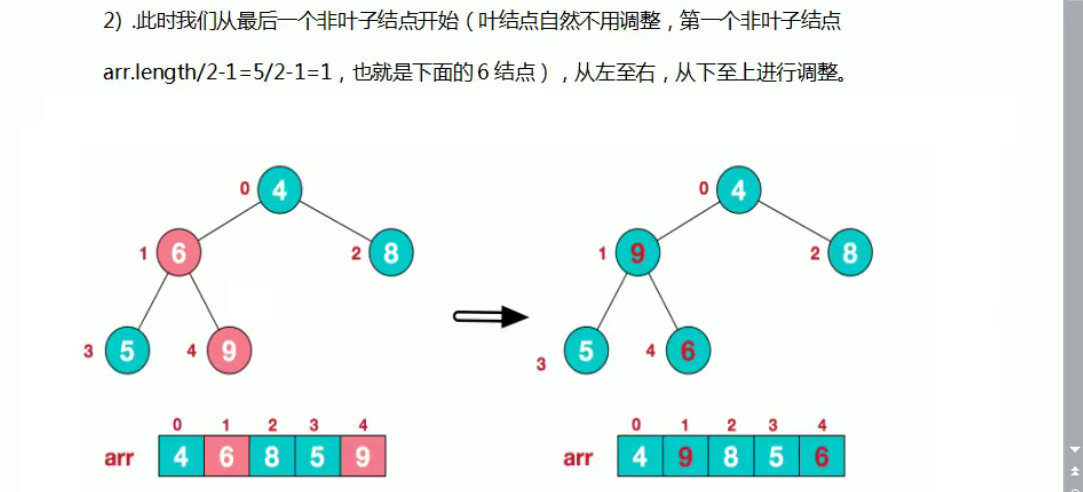 2) .此时我们从最后一个非叶子结点开始（叶结点自然不用调整，第一个非叶子结点
arr.length/2-1=5/2-1=1，也就是下面的6结点），从左至右，从下至上进行调整。
0 4 0 4
1 6 2 8 1 9 2 8
3 5 4 9 3 5 4 6
0 1 2 3 4 0 1 2 3 4
arr 4 6 8 5 9 arr 4 9 8 5 6